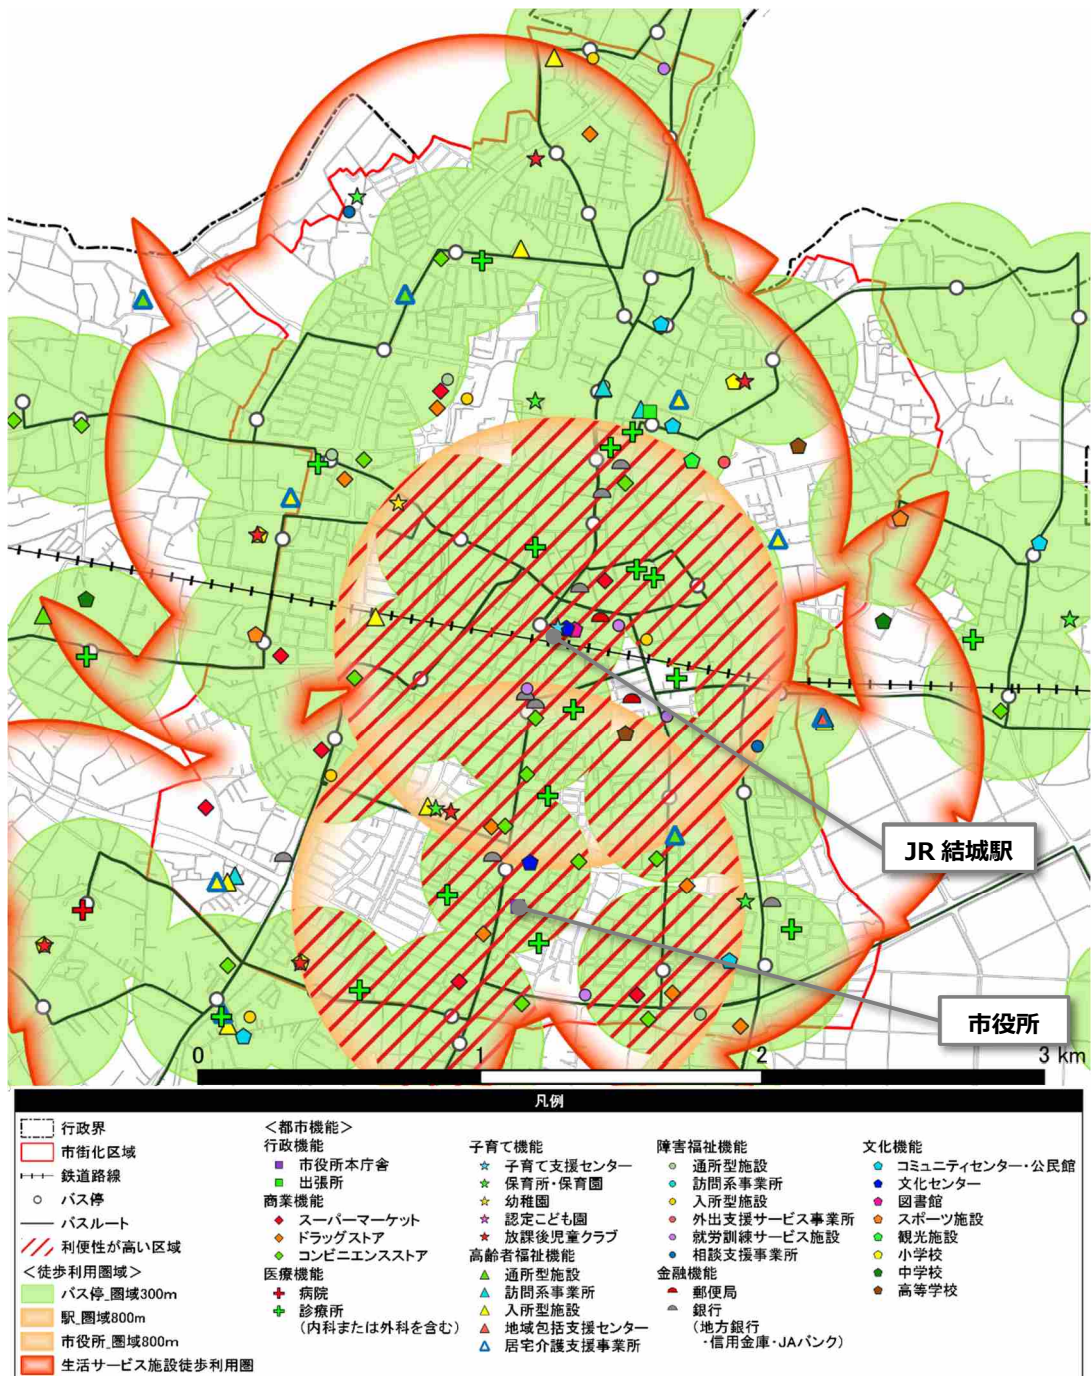 JR 結城駅
市役所
0
1
2
3 km
凡例
行政界
市街化区域
鉄道路線
バス停
バスルート
利便性が高い区域
<徒歩利用圏域>
バス停_圏域300m
駅_圏域800m
市役所_圏域800m
生活サービス施設徒歩利用圏
<都市機能>
行政機能
市役所本庁舎
出張所
商業機能
スーパーマーケット
ドラッグストア
コンビニエンスストア
医療機能
病院
診療所
(内科または外科を含む)
子育て機能
子育て支援センター
保育所・保育園
幼稚園
認定こども園
放課後児童クラブ
高齢者福祉機能
通所型施設
訪問系事業所
入所型施設
地域包括支援センター
居宅介護支援事業所
障害福祉機能
通所型施設
訪問系事業所
入所型施設
外出支援サービス事業所
就労訓練サービス施設
相談支援事業所
金融機能
郵便局
銀行
(地方銀行
・信用金庫・JAバンク)
文化機能
コミュニティセンター・公民館
文化センター
図書館
スポーツ施設
観光施設
小学校
中学校
高等学校